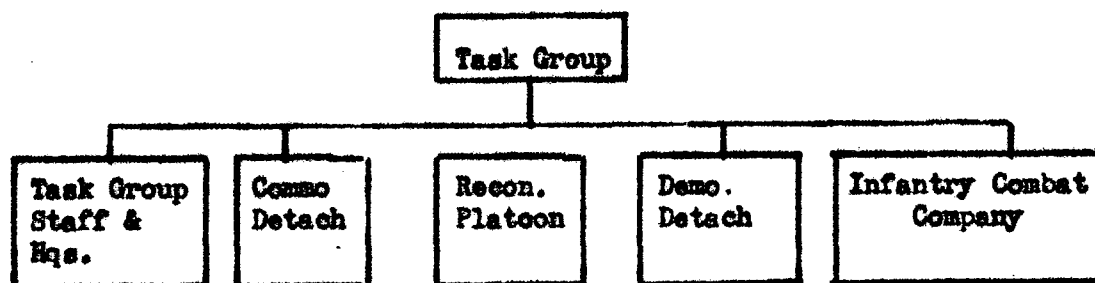 Task Group
Task Group
Staff &
Hqs.
Commo
Detach
Recon.
Platoon
Demo.
Detach
Infantry Combat
Company